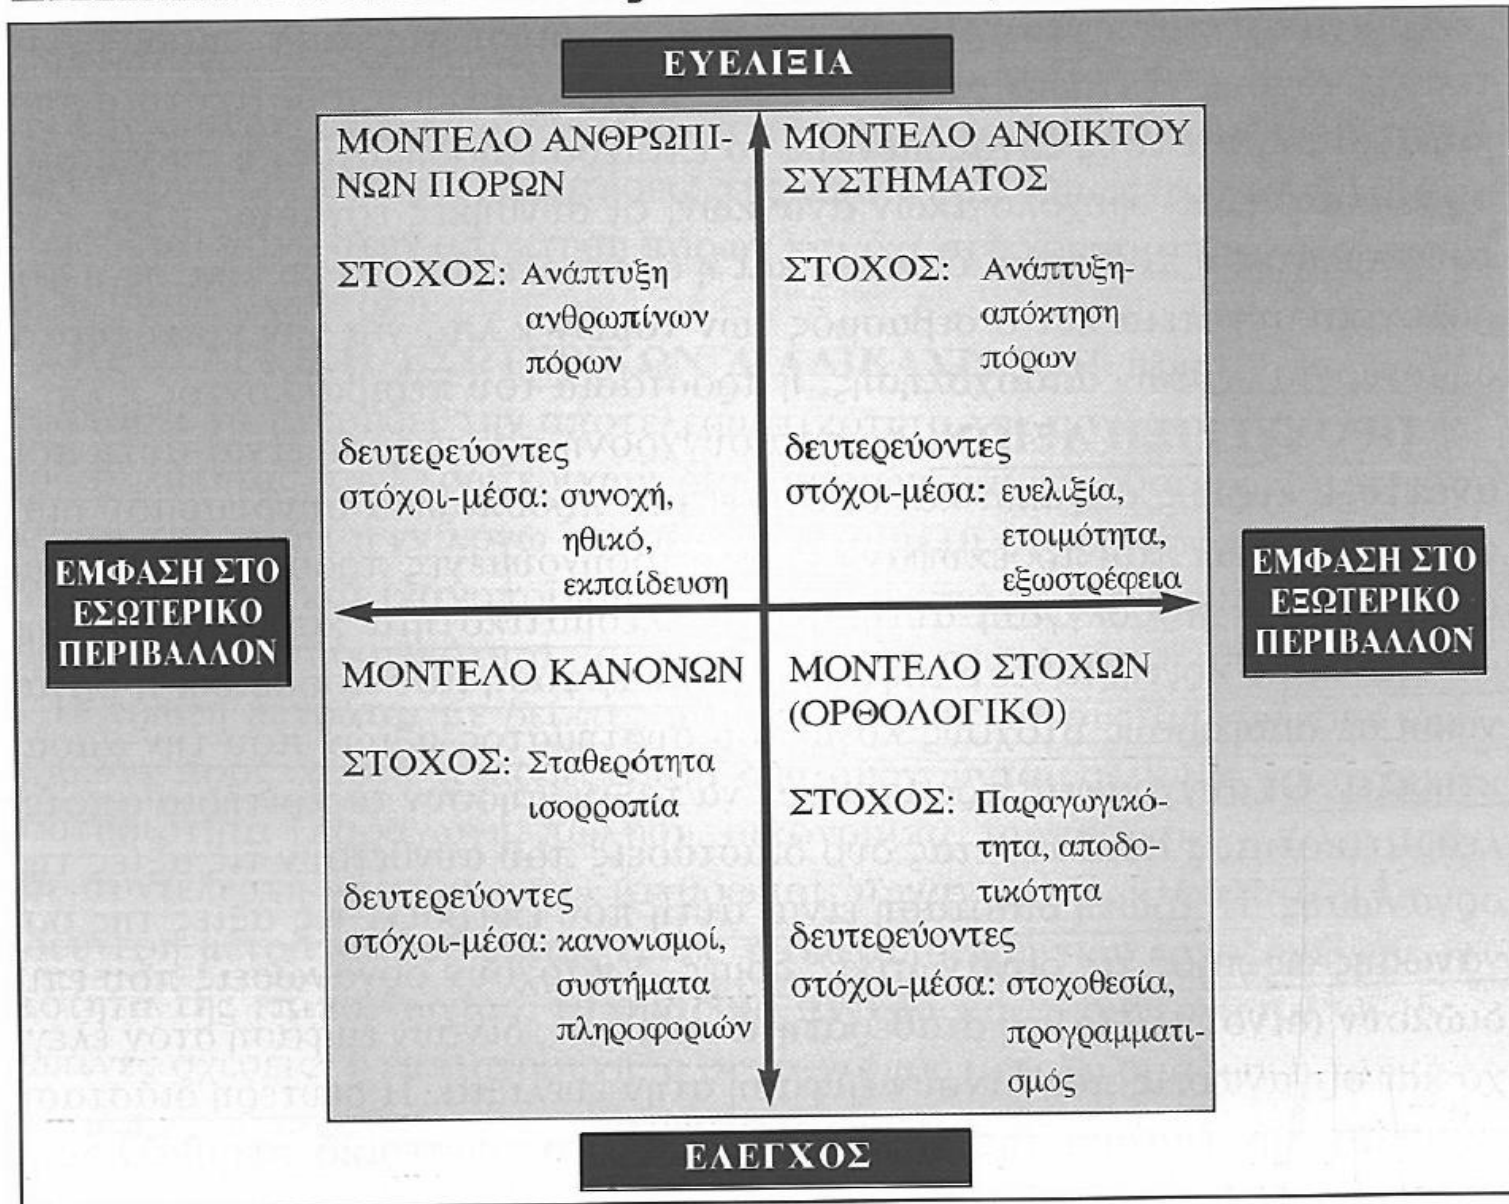 ΕΥΕΛΙΞΙΑ
ΜΟΝΤΕΛΟ ΑΝΘΡΩΠΙ-
ΝΩΝ ΠΟΡΩΝ
ΣΤΟΧΟΣ: Ανάπτυξη
ανθρωπίνων
πόρων
δευτερεύοντες
στόχοι-μέσα: συνοχή,
ηθικό,
εκπαίδευση
ΜΟΝΤΕΛΟ ΑΝΟΙΚΤΟΥ
ΣΥΣΤΗΜΑΤΟΣ
ΣΤΟΧΟΣ: Ανάπτυξη-
απόκτηση
πόρων
δευτερεύοντες
στόχοι-μέσα: ευελιξία,
ετοιμότητα,
εξωστρέφεια
ΕΜΦΑΣΗ ΣΤΟ
ΕΣΩΤΕΡΙΚΟ
ΠΕΡΙΒΑΛΛΟΝ
ΕΜΦΑΣΗ ΣΤΟ
ΕΞΩΤΕΡΙΚΟ
ΠΕΡΙΒΑΛΛΟΝ
ΜΟΝΤΕΛΟ ΚΑΝΟΝΩΝ
ΣΤΟΧΟΣ: Σταθερότητα
ισορροπία
δευτερεύοντες
στόχοι-μέσα: κανονισμοί,
συστήματα
πληροφοριών
ΜΟΝΤΕΛΟ ΣΤΟΧΩΝ
(ΟΡΘΟΛΟΓΙΚΟ)
ΣΤΟΧΟΣ: Παραγωγικό-
τητα, αποδο-
τικότητα
δευτερεύοντες
στόχοι-μέσα: στοχοθεσία,
προγραμματι-
σμός
ΕΛΕΓΧΟΣ